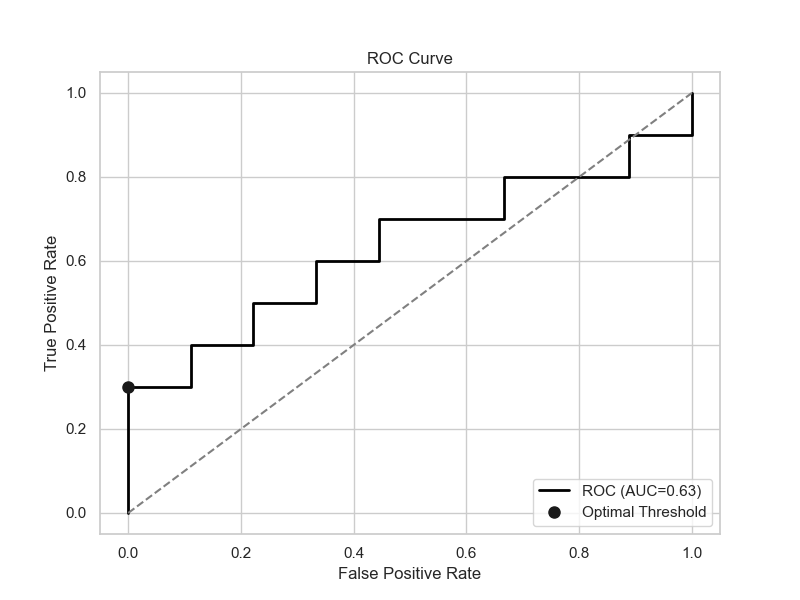 ROC Curve
True Positive Rate
1.0
0.8
0.6
0.4
0.2
0.0
0.0 0.2 0.4 0.6 0.8 1.0
False Positive Rate
ROC (AUC=0.63)
Optimal Threshold